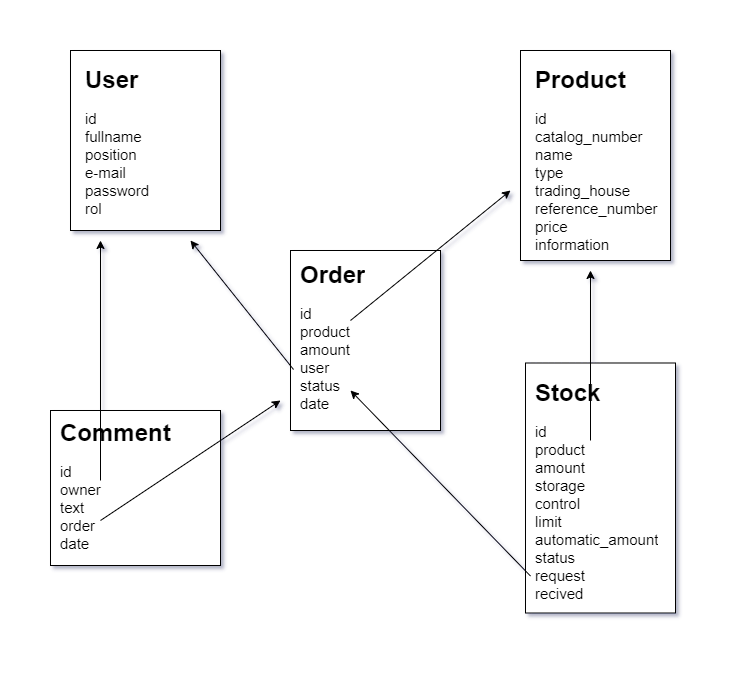 User
id
fullname
position
e-mail
password
rol
Product
id
catalog_number
name
type
trading_house
reference_number
price
information
Order
id
product
amount
user
status
date
Comment
id
owner
text
order
date
Stock
id
product
amount
storage
control
limit
automatic_amount
status
request
recived